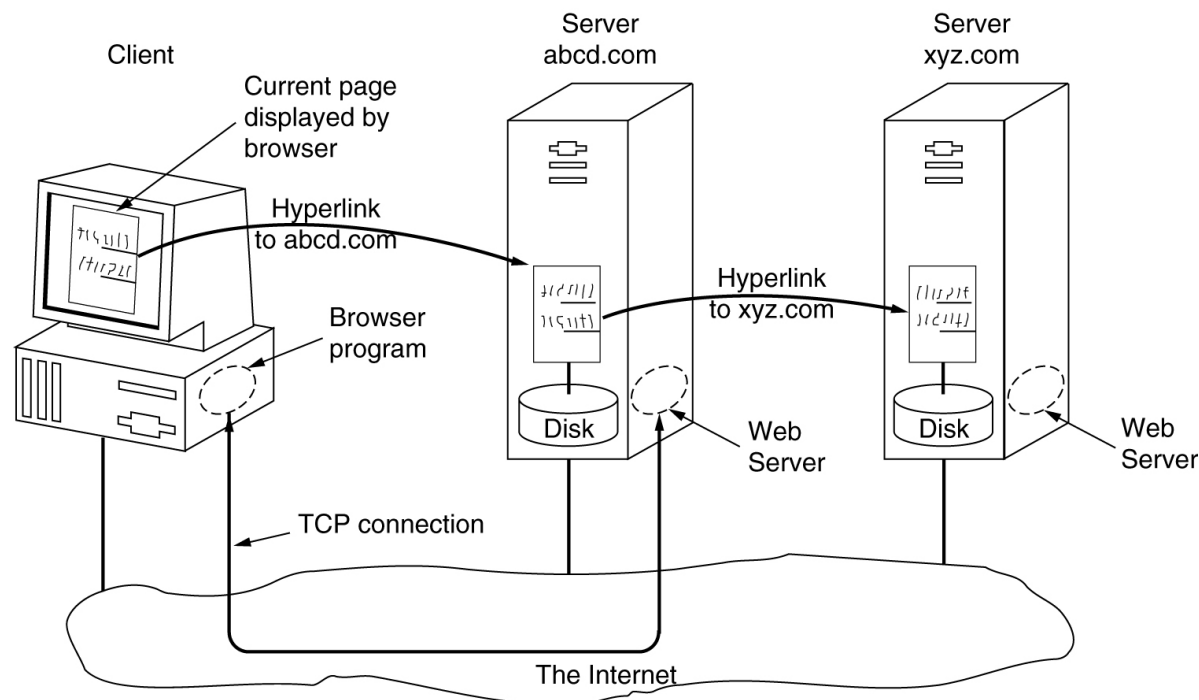 Client
Server
abcd.com
Server
xyz.com
Current page
displayed by
browser
Hyperlink
to abcd.com
Hyperlink
to xyz.com
Browser
program
Disk
Disk
Web
Server
Web
Server
TCP connection
The Internet